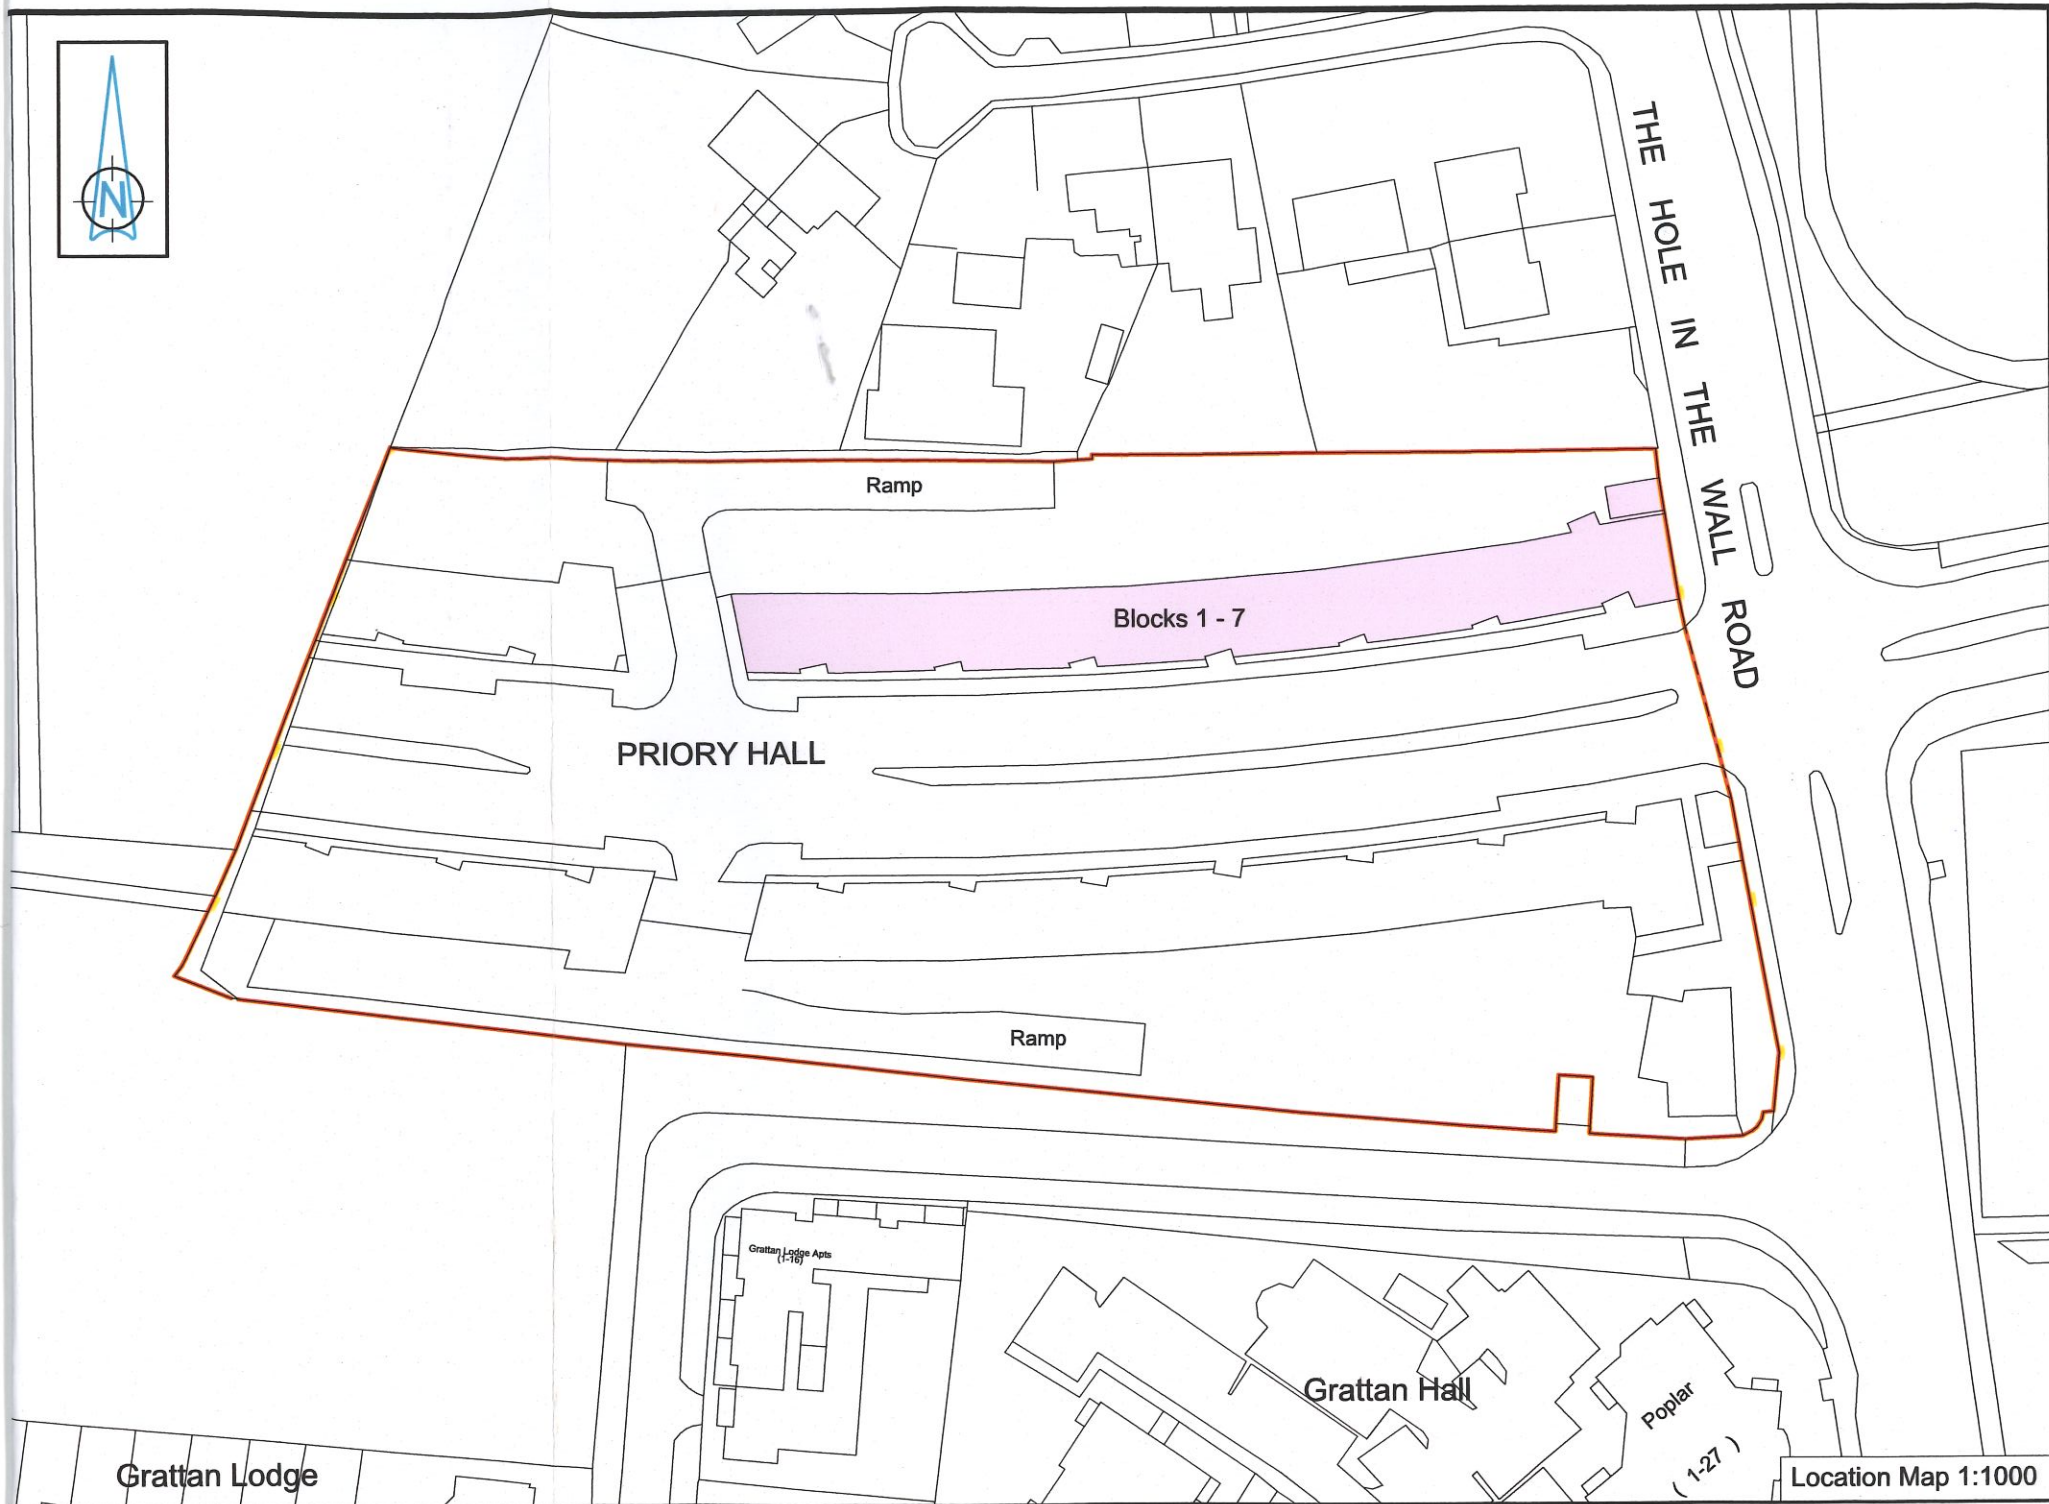 N
THE HOLE IN THE WALL ROAD
Ramp
Blocks 1 - 7
PRIORY HALL
Ramp
Grattan Lodge Apts
(1-16)
Grattan Hall
Poplar
( 1-27 )
Grattan Lodge
Location Map 1:1000